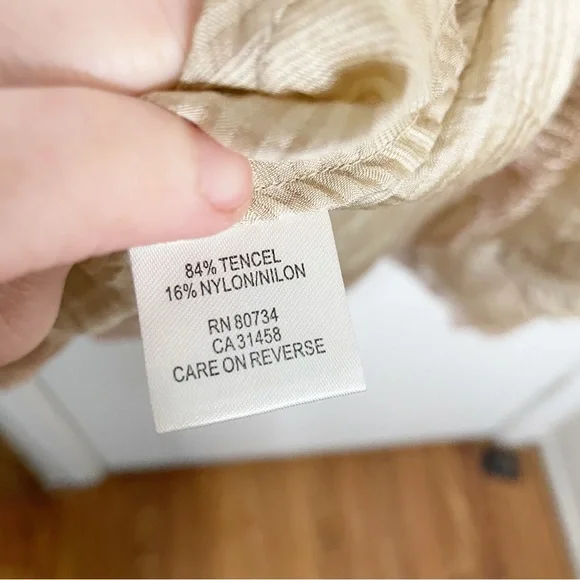 84% TENCEL
16% NYLON/NILON
RN 80734
CA 31458
CARE ON REVERSE